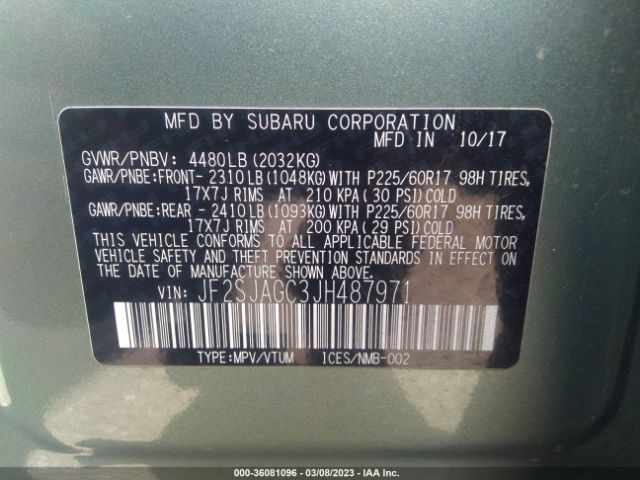 MFD BY SUBARU CORPORATION
MFD IN 10/17
GVWR/PNBV: 4480LB (2032KG)
GAWR/PNBE:FRONT- 2310LB (1048KG) WITH P225/60R17 98H TIRES,
17X7J RIMS AT 210 KPA ( 30 PSI) COLD
GAWR/PNBE:REAR - 2410LB (1093KG) WITH P225/60R17 98H TIRES,
17X7J RIMS AT 200 KPA ( 29 PSI) COLD
THIS VEHICLE CONFORMS TO ALL APPLICABLE FEDERAL MOTOR
VEHICLE SAFETY AND THEFT PREVENTION STANDARDS IN EFFECT
ON THE DATE OF MANUFACTURE SHOWN ABOVE.
VIN: JF2SJAGC3JH487971
TYPE:MPV/VTUM ICES/NMB-002
000-36081096 - 03/08/2023 - IAA Inc.